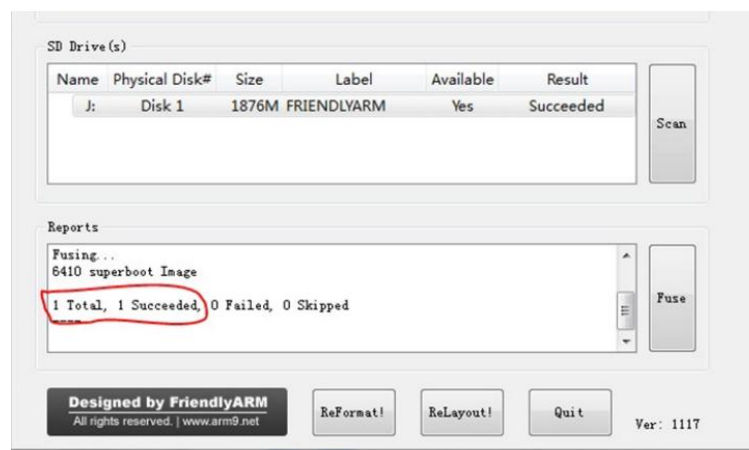 SD Drive(s)
Name Physical Disk# Size Label Available Result
J: Disk 1 1876M FRIENDLYARM Yes Succeeded
Scan
Reports
Fusing...
6410 superboot Image
1 Total, 1 Succeeded, 0 Failed, 0 Skipped
====
Fuse
Designed by FriendlyARM
All rights reserved. | www.arm9.net
ReFormat!
ReLayout!
Quit
Ver: 1117